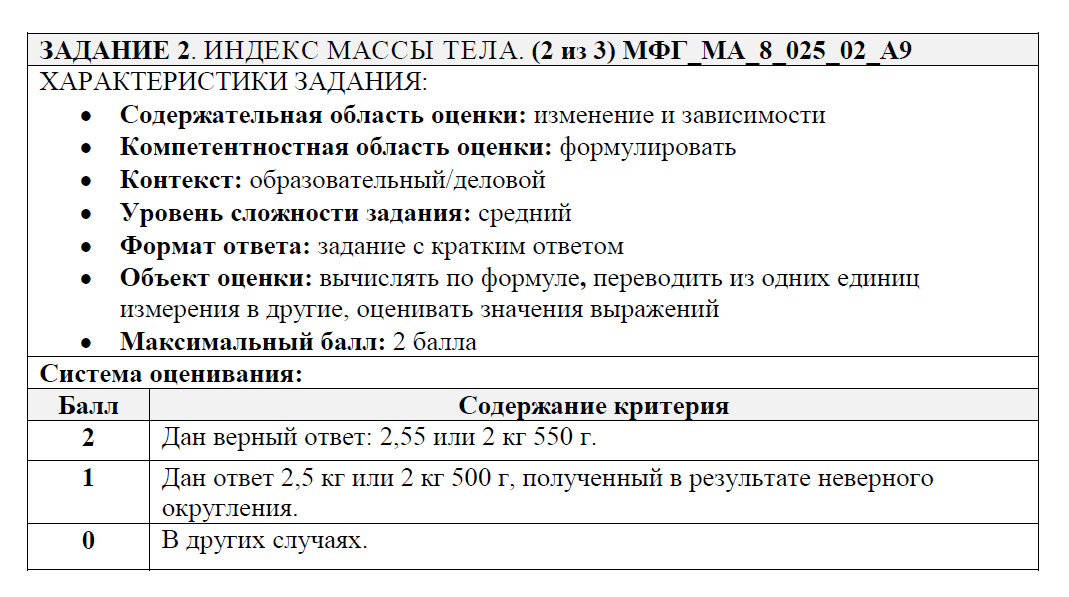 ЗАДАНИЕ 2. ИНДЕКС МАССЫ ТЕЛА. (2 из 3) МФГ_МА_8_025_02_А9
ХАРАКТЕРИСТИКИ ЗАДАНИЯ:
• Содержательная область оценки: изменение и зависимости
• Компетентностная область оценки: формулировать
• Контекст: образовательный/деловой
• Уровень сложности задания: средний
• Формат ответа: задание с кратким ответом
• Объект оценки: вычислять по формуле, переводить из одних единиц
измерения в другие, оценивать значения выражений
• Максимальный балл: 2 балла
Система оценивания:
Балл Содержание критерия
2 Дан верный ответ: 2,55 или 2 кг 550 г.
1 Дан ответ 2,5 кг или 2 кг 500 г, полученный в результате неверного
округления.
0 В других случаях.